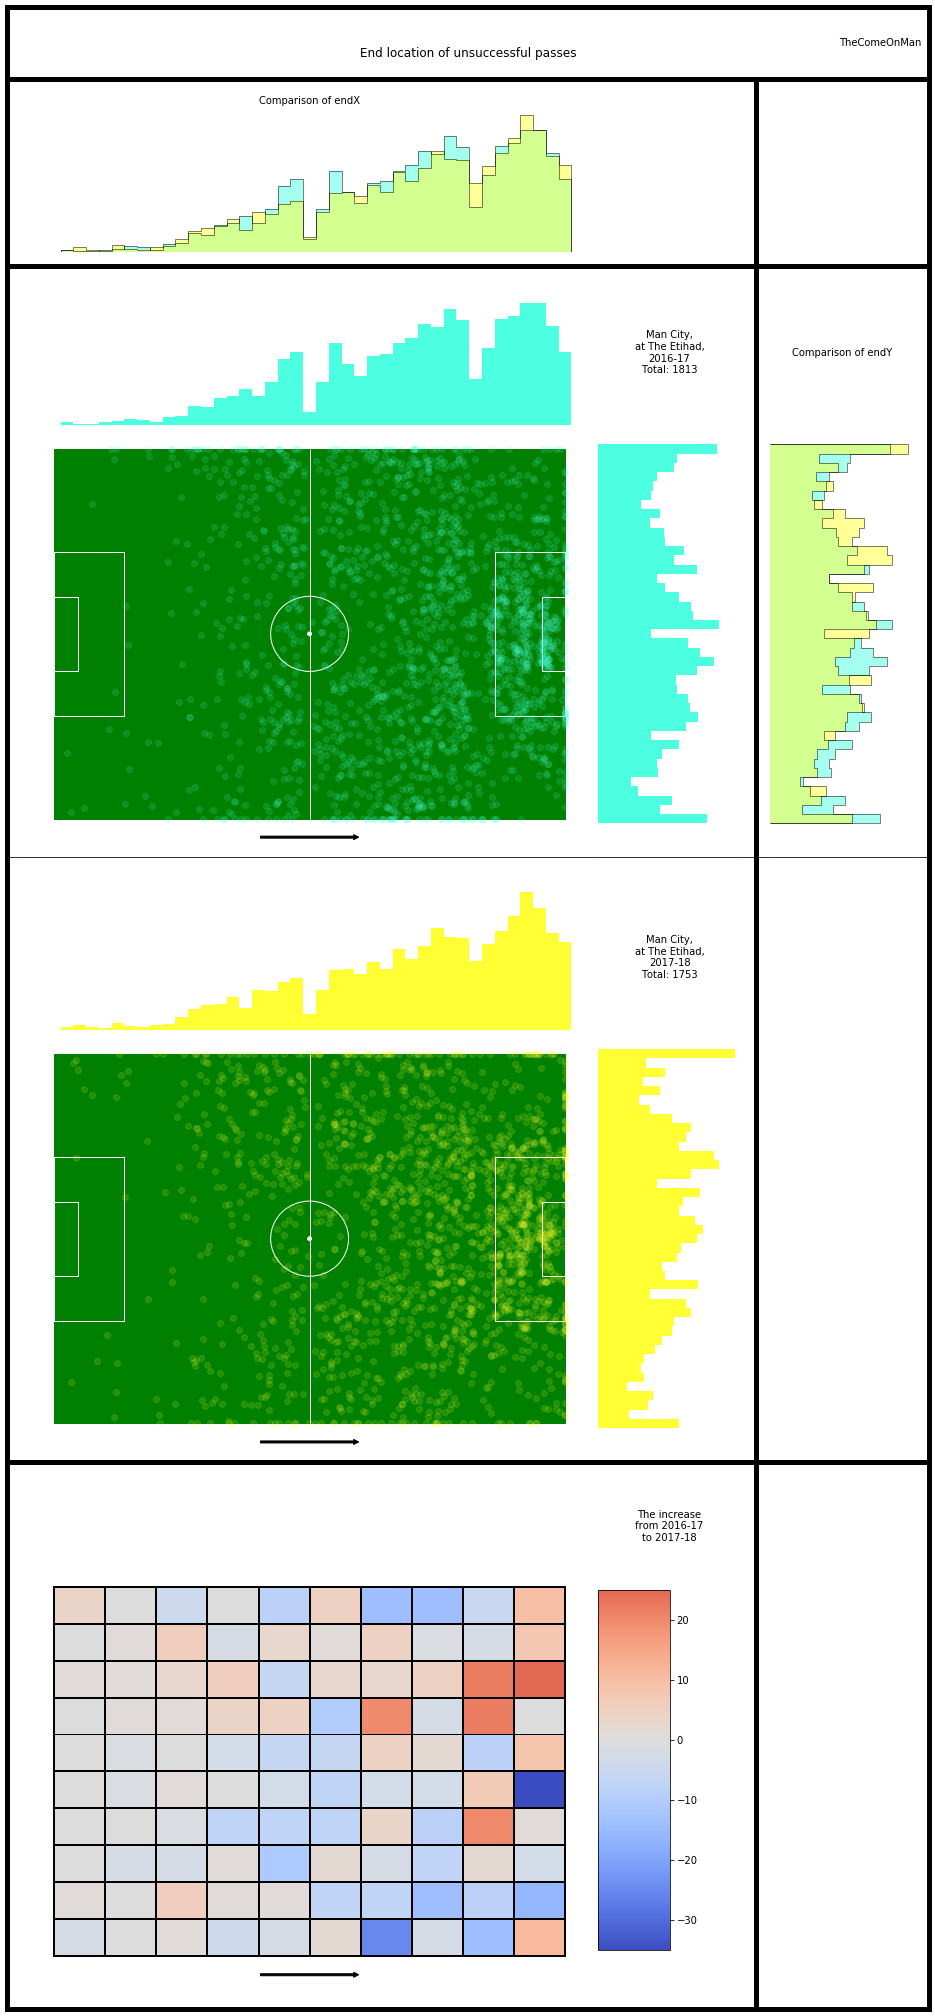 TheComeOnMan
End location of unsuccessful passes
Comparison of endX
Man City,
at The Etihad,
2016-17
Total: 1813
Comparison of endY
Man City,
at The Etihad,
2017-18
Total: 1753
The increase
from 2016-17
to 2017-18
20
10
0
−10
−20
−30